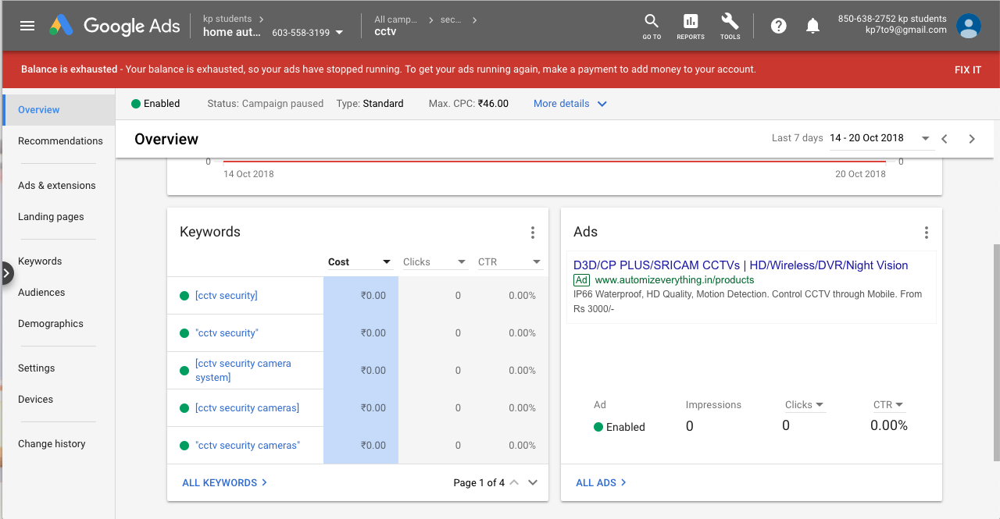 Google Ads
kp students
home aut...
603-558-3199
All camp...
sec...
cctv
GO TO
REPORTS
TOOLS
850-638-2752 kp students
kp7to9@gmail.com
Balance is exhausted - Your balance is exhausted, so your ads have stopped running. To get your ads running again, make a payment to add money to your account.
FIX IT
Overview
Recommendations
Ads & extensions
Landing pages
Keywords
Audiences
Demographics
Settings
Devices
Change history
Enabled
Status: Campaign paused
Type: Standard
Max. CPC: ₹46.00
More details
Overview
Last 7 days
14 - 20 Oct 2018
0
0
14 Oct 2018
20 Oct 2018
Keywords
Cost
Clicks
CTR
[cctv security]
₹0.00
0
0.00%
"cctv security"
₹0.00
0
0.00%
[cctv security camera
system]
₹0.00
0
0.00%
[cctv security cameras]
₹0.00
0
0.00%
"cctv security cameras"
₹0.00
0
0.00%
ALL KEYWORDS
Page 1 of 4
Ads
D3D/CP PLUS/SRICAM CCTVs | HD/Wireless/DVR/Night Vision
Ad www.automizeverything.in/products
IP66 Waterproof, HD Quality, Motion Detection. Control CCTV through Mobile. From
Rs 3000/-
Ad
Impressions
Clicks
CTR
Enabled
0
0
0.00%
ALL ADS